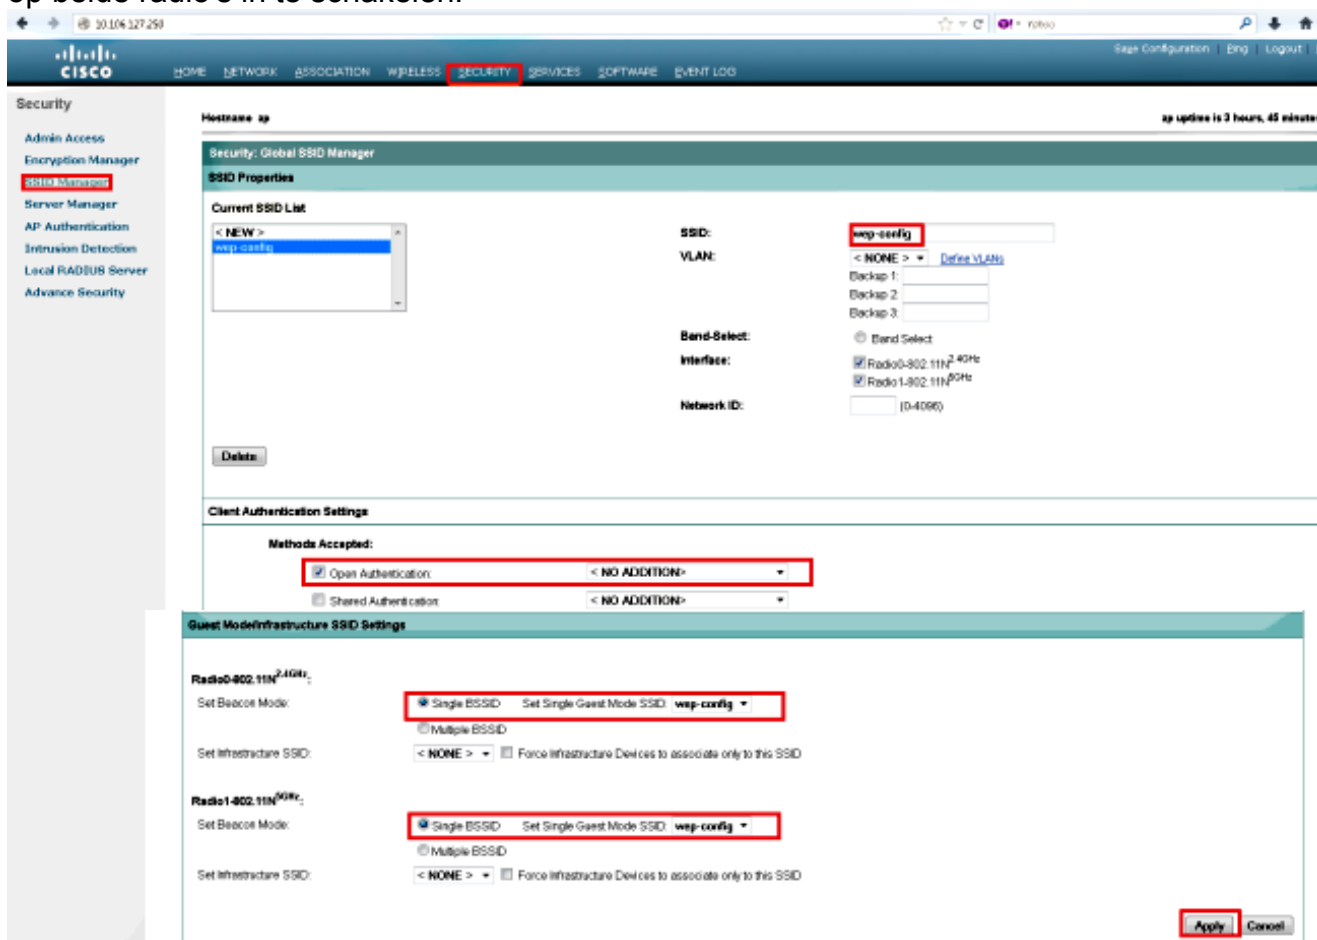 op beide radio's in te schakelen.
10.106.127.250
Sage Configuration | Ping | Logout
CISCO
HOME NETWORK ASSOCIATION WIRELESS SECURITY SERVICES SOFTWARE EVENT LOG
Security
Hostname ap
ap uptime is 3 hours, 45 minute
Admin Access
Encryption Manager
SSID Manager
Server Manager
AP Authentication
Intrusion Detection
Local RADIUS Server
Advance Security
Security: Global SSID Manager
SSID Properties
Current SSID List
< NEW >
wep-config
SSID: wep-config
VLAN: < NONE > Define VLANs
Backup 1:
Backup 2:
Backup 3:
Band-Select: Band Select
Interface: Radio0-802.11N2.4GHz
Radio1-802.11N5GHz
Network ID: (0-4096)
Delete
Client Authentication Settings
Methods Accepted:
Open Authentication: < NO ADDITION>
Shared Authentication: < NO ADDITION>
Guest Mode/Infrastructure SSID Settings
Radio0-802.11N2.4GHz:
Set Beacon Mode: Single BSSID Set Single Guest Mode SSID: wep-config
Multiple BSSID
Set Infrastructure SSID: < NONE > Force Infrastructure Devices to associate only to this SSID
Radio1-802.11N5GHz:
Set Beacon Mode: Single BSSID Set Single Guest Mode SSID: wep-config
Multiple BSSID
Set Infrastructure SSID: < NONE > Force Infrastructure Devices to associate only to this SSID
Apply Cancel